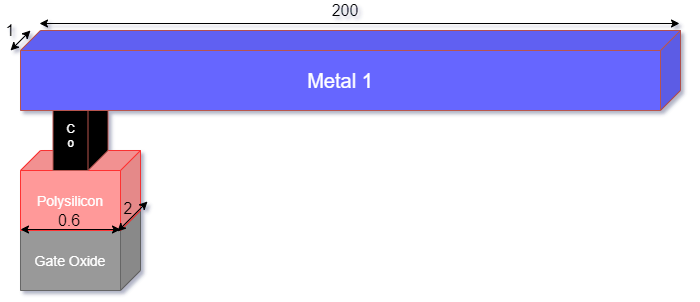 200
1
Metal 1
C
o
Polysilicon
2
0.6
Gate Oxide